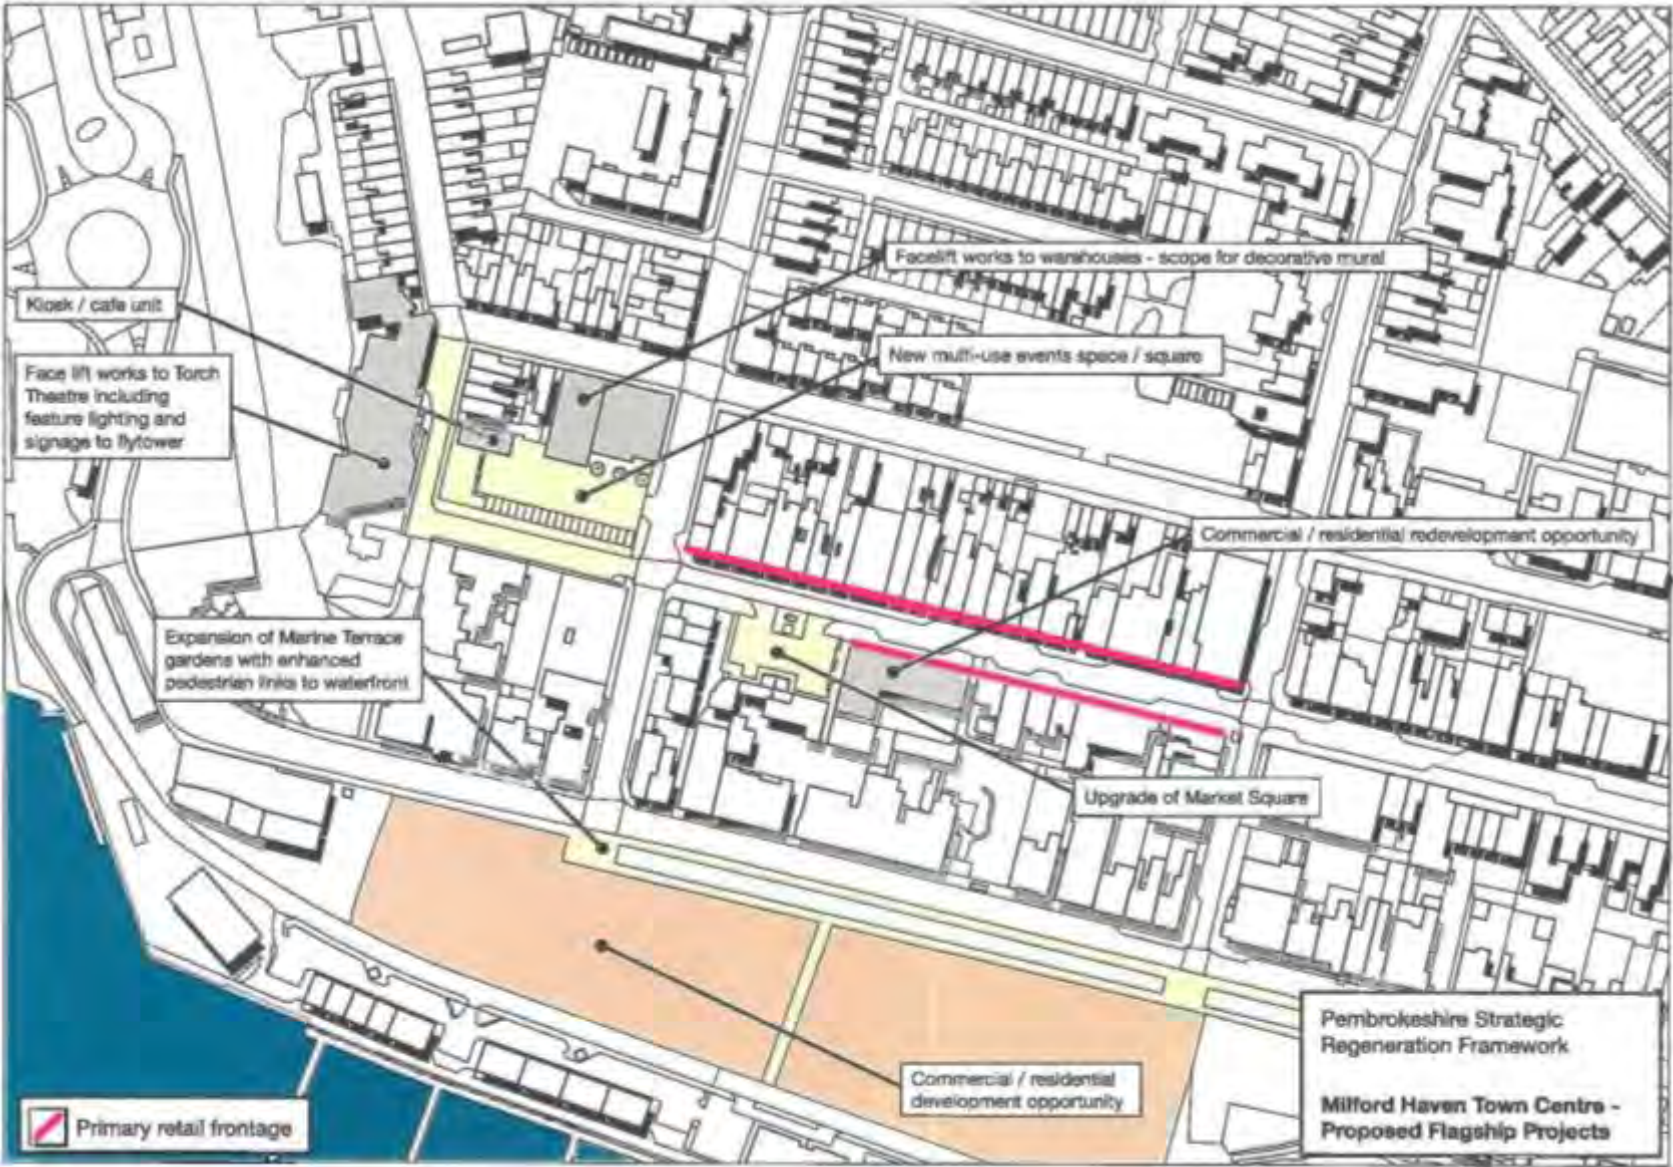 Facelift works to warehouses - scope for decorative mural
Kiosk / cafe unit
New multi-use events space / square
Face lift works to Torch
Theatre including
feature lighting and
signage to flytower
Commercial / residential redevelopment opportunity
Expansion of Marine Terrace
gardens with enhanced
pedestrian links to waterfront
Upgrade of Market Square
Commercial / residential
development opportunity
Pembrokeshire Strategic
Regeneration Framework
Milford Haven Town Centre -
Proposed Flagship Projects
Primary retail frontage